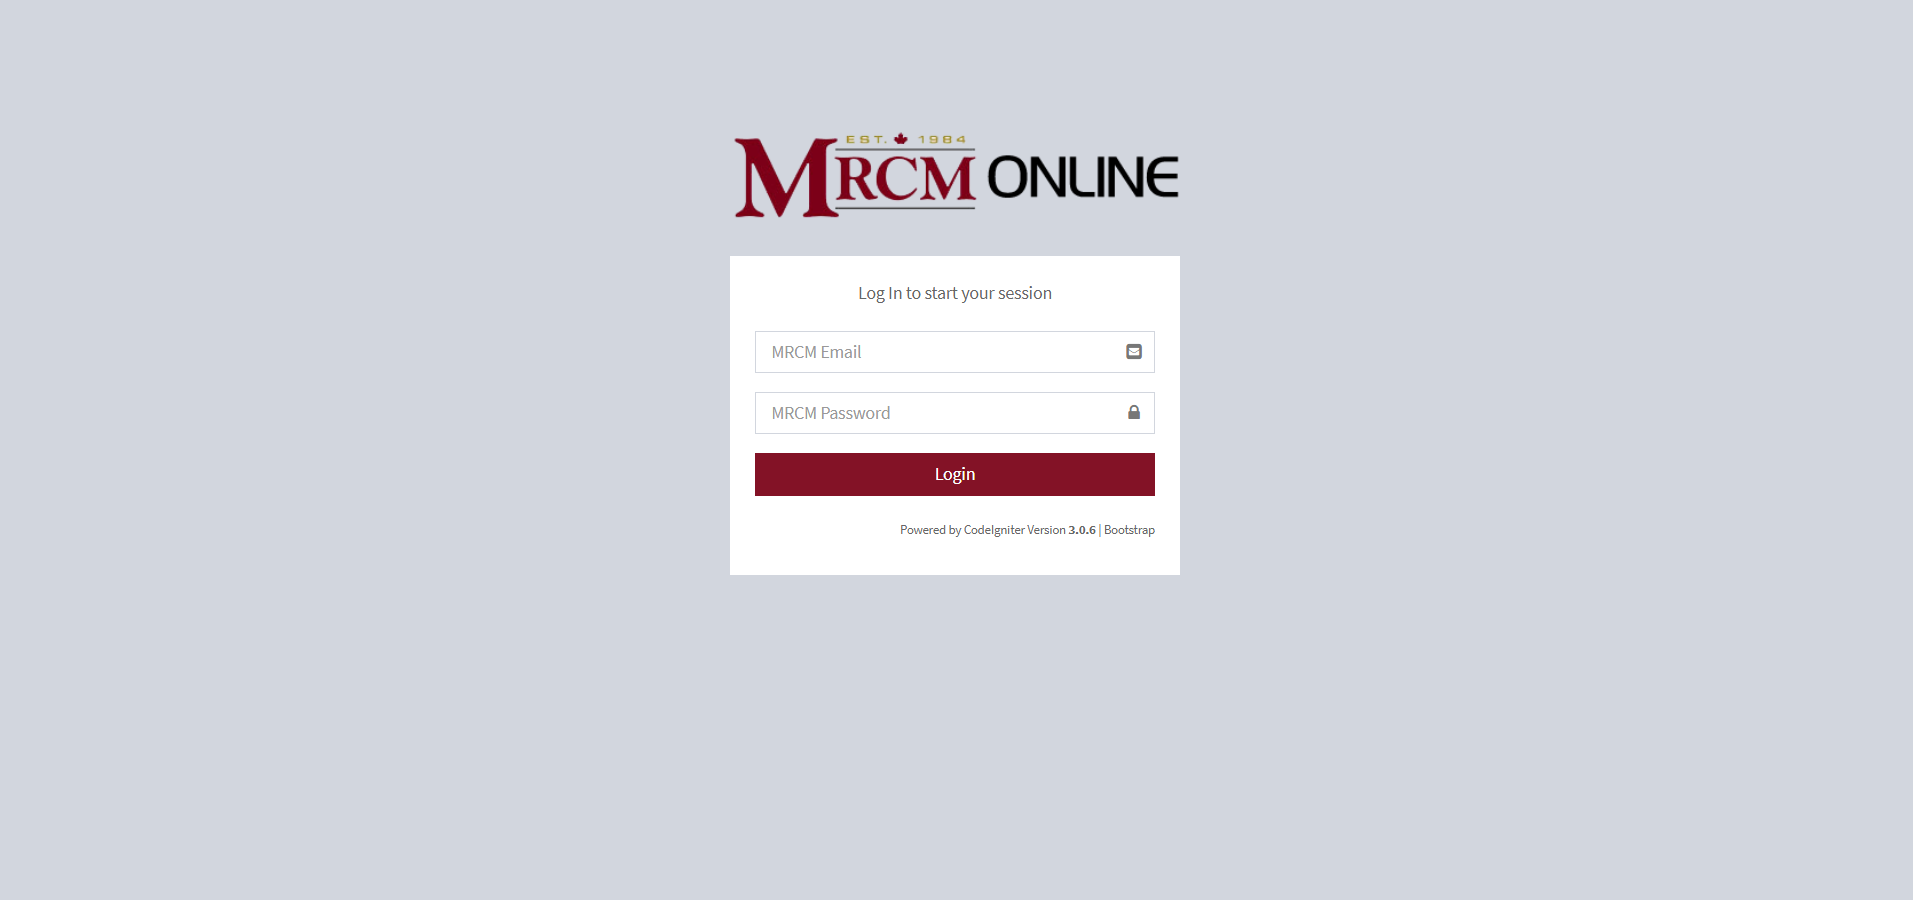 EST. 1984
MRCM ONLINE
Log In to start your session
MRCM Email
MRCM Password
Login
Powered by CodeIgniter Version 3.0.6 | Bootstrap